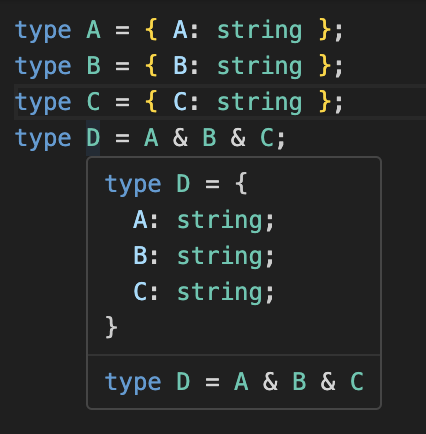 type A = { A: string };
type B = { B: string };
type C = { C: string };
type D = A & B & C;
type D = {
  A: string;
  B: string;
  C: string;
}
type D = A & B & C